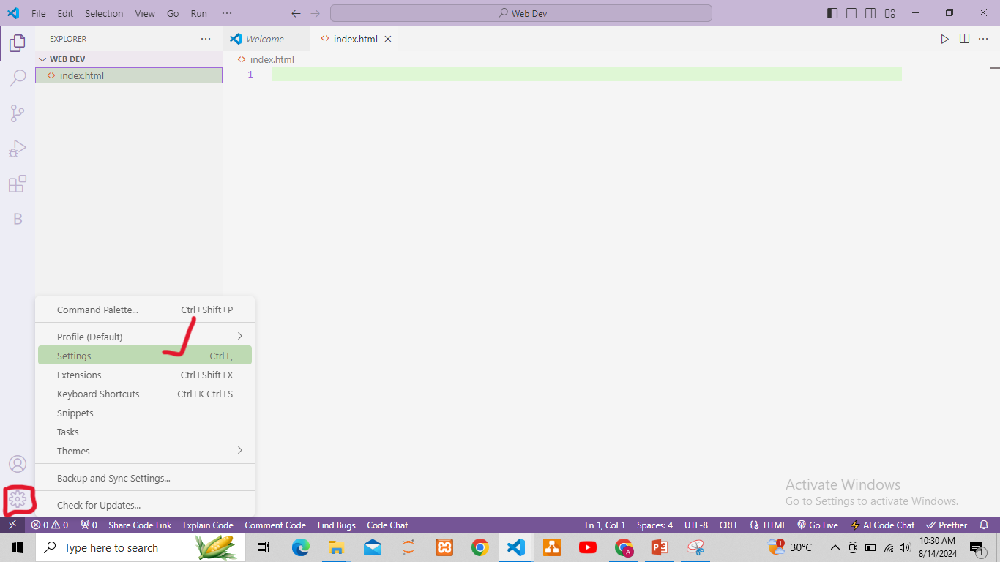 File Edit Selection View Go Run ··· Web Dev
EXPLORER ··· Welcome index.html
WEB DEV index.html
index.html 1
Command Palette... Ctrl+Shift+P
Profile (Default)
Settings Ctrl+,
Extensions Ctrl+Shift+X
Keyboard Shortcuts Ctrl+K Ctrl+S
Snippets
Tasks
Themes
Backup and Sync Settings...
Check for Updates...
B
Activate Windows
Go to Settings to activate Windows.
0 0 0 Share Code Link Explain Code Comment Code Find Bugs Code Chat Ln 1, Col 1 Spaces: 4 UTF-8 CRLF HTML Go Live AI Code Chat Prettier
Type here to search 1 30°C 10:30 AM
A 8/14/2024 1